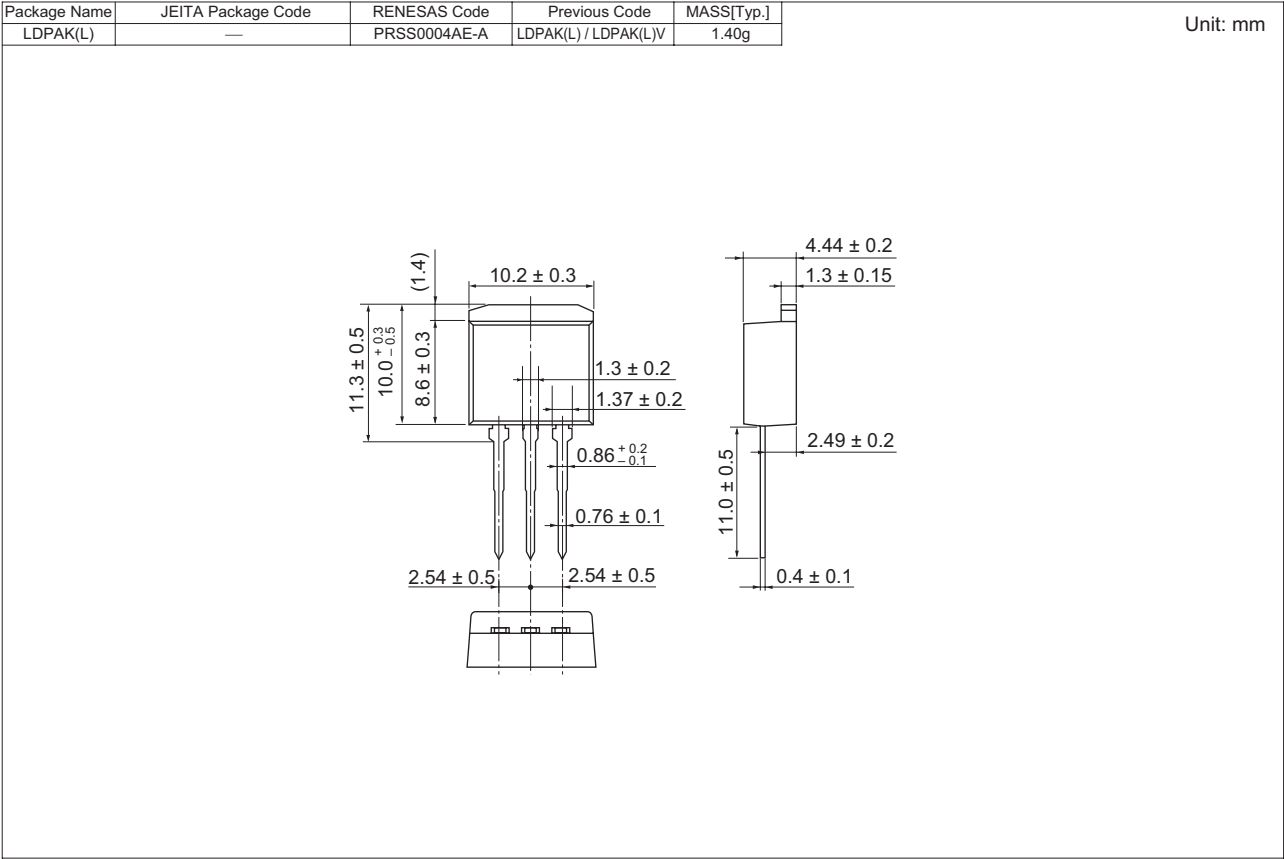 Package Name JEITA Package Code RENESAS Code Previous Code MASS[Typ.]
LDPAK(L) — PRSS0004AE-A LDPAK(L) / LDPAK(L)V 1.40g
Unit: mm
4.44 ± 0.2
1.3 ± 0.15
(1.4)
10.2 ± 0.3
11.3 ± 0.5
10.0 + 0.3 – 0.5
8.6 ± 0.3
1.3 ± 0.2
1.37 ± 0.2
2.49 ± 0.2
0.86 + 0.2 – 0.1
11.0 ± 0.5
0.76 ± 0.1
2.54 ± 0.5
2.54 ± 0.5
0.4 ± 0.1